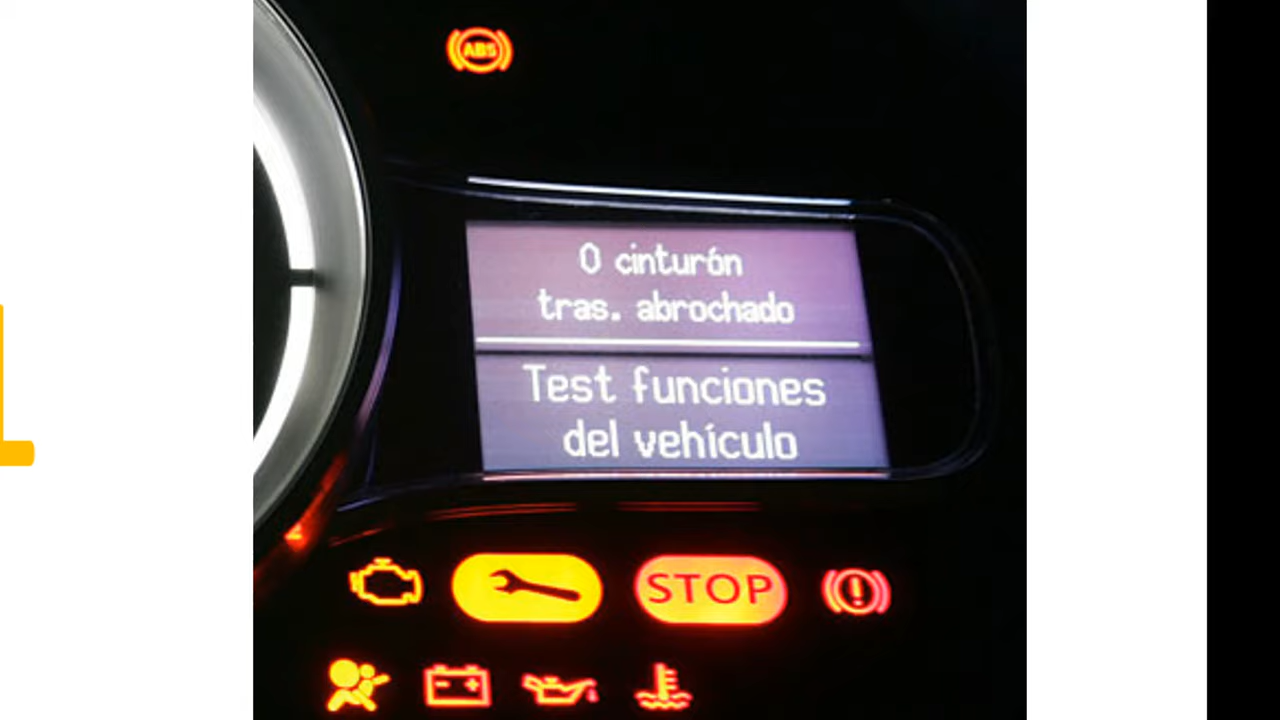 ABS
0 cinturón
tras. abrochado
Test funciones
del vehículo
STOP